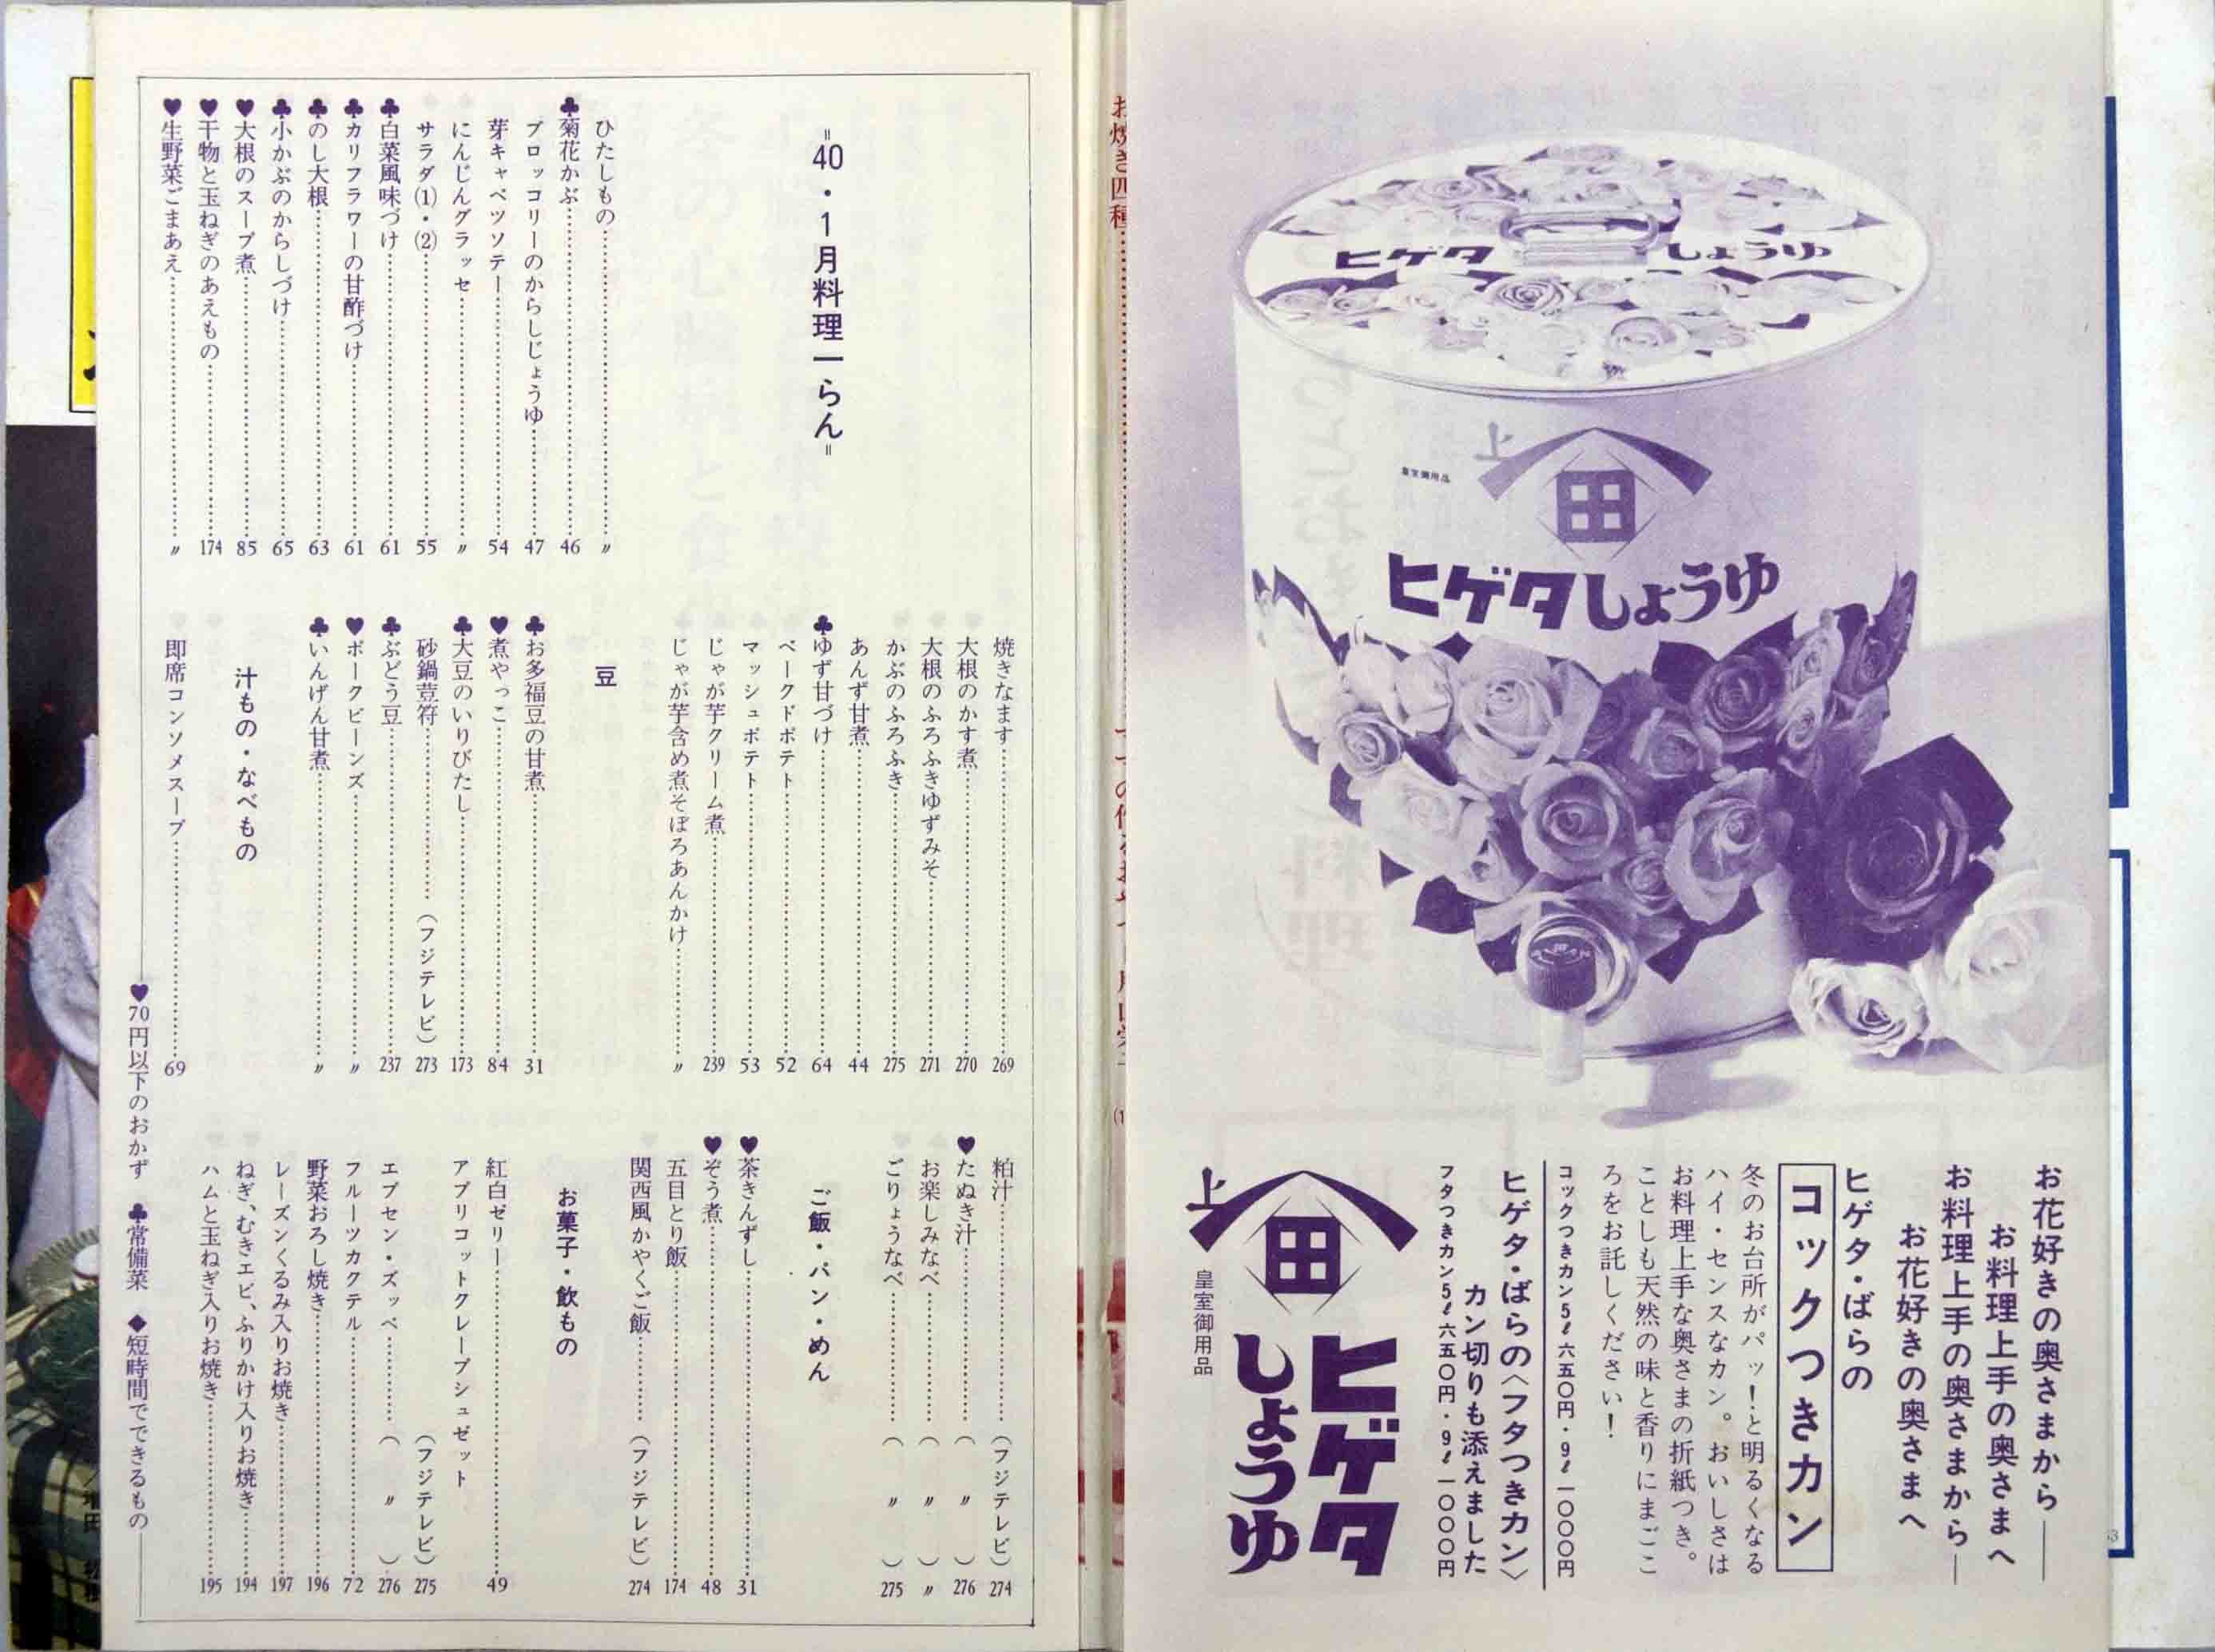 ヒゲタ しょうゆ
上
田
皇室御用品
ヒゲタしょうゆ
お花好きの奥さまから——
お料理上手の奥さまへ
お料理上手の奥さまから—
お花好きの奥さまへ
ヒゲタ・ばらの
コックつきカン
冬のお台所がパッ!と明るくなる
ハイ・センスなカン。おいしさは
お料理上手な奥さまの折紙つき。
ことしも天然の味と香りにまごこ
ろをお託しください!
コックつきカン5ℓ六五〇円・9ℓ一〇〇〇円
ヒゲタ・ばらの〈フタつきカン〉
カン切りも添えました
フタつきカン5ℓ六五〇円・9ℓ一〇〇〇円
上
田
ヒゲタ
しょうゆ
皇室御用品
お焼き四種
〓40・1月料理一らん〓
ひたしもの……〃
♣菊花かぶ……46
ブロッコリーのからしじょうゆ……47
芽キャベツソテー……54
にんじんグラッセ……〃
サラダ(1)・(2)……55
♣白菜風味づけ……61
♣カリフラワーの甘酢づけ……61
♣のし大根……63
♣小かぶのからしづけ……65
♥大根のスープ煮……85
♥干物と玉ねぎのあえもの……174
♥生野菜ごまあえ……〃
焼きなます……269
大根のかす煮……270
大根のふろふきゆずみそ……271
かぶのふろふき……275
あんず甘煮……44
♣ゆず甘づけ……64
ベークドポテト……52
マッシュポテト……53
じゃが芋クリーム煮……239
じゃが芋含め煮そぼろあんかけ……〃
豆
♣お多福豆の甘煮……31
♥煮やっこ……84
♣大豆のいりびたし……173
砂鍋荳符……(フジテレビ)273
♣ぶどう豆……237
♥ポークビーンズ……〃
♣いんげん甘煮……〃
汁もの・なべもの
即席コンソメスープ……69
粕汁……(フジテレビ)274
♥たぬき汁……(〃)276
お楽しみなべ……(〃)〃
ごりょうなべ……(〃)275
ご飯・パン・めん
♥茶きんずし……31
♥ぞう煮……48
五目とり飯……174
関西風かやくご飯……(フジテレビ)274
お菓子・飲もの
紅白ゼリー……49
アプリコットクレープシュゼット
(フジテレビ)275
エプセン・ズッペ……(〃)276
フルーツカクテル……72
野菜おろし焼き……196
レーズンくるみ入りお焼き……197
ねぎ、むきエビ、ふりかけ入りお焼き……194
ハムと玉ねぎ入りお焼き……195
♥70円以下のおかず ♣常備菜 ◆短時間でできるもの